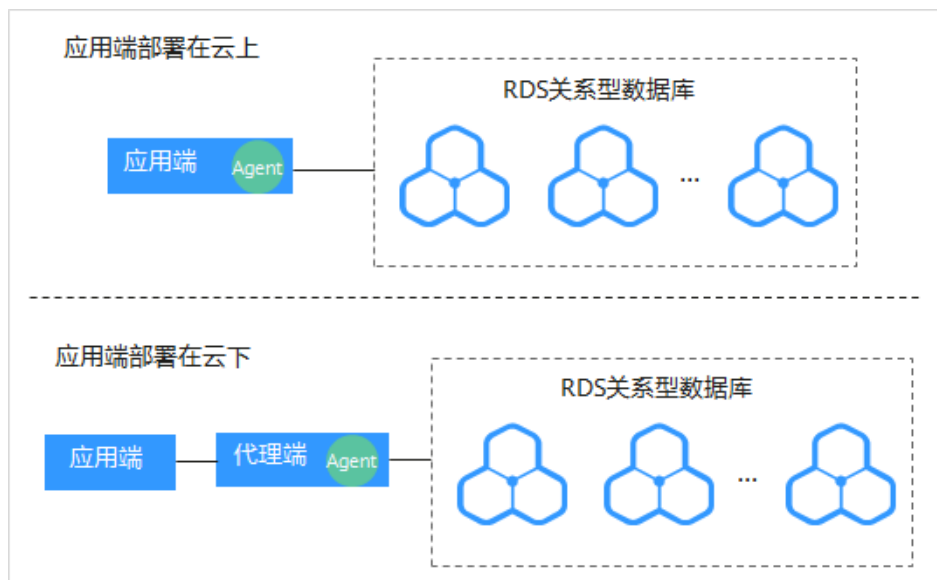 应用端部署在云上
RDS关系型数据库
应用端
Agent
...
应用端部署在云下
RDS关系型数据库
应用端
代理端
Agent
...